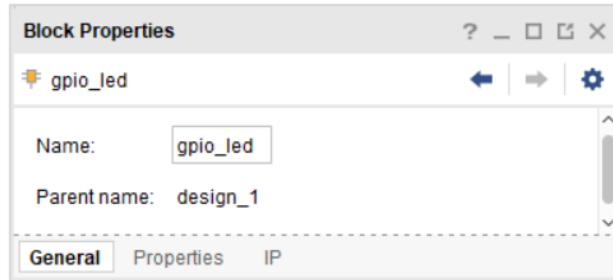 Block Properties
gpio_led
Name: gpio_led
Parent name: design_1
General Properties IP